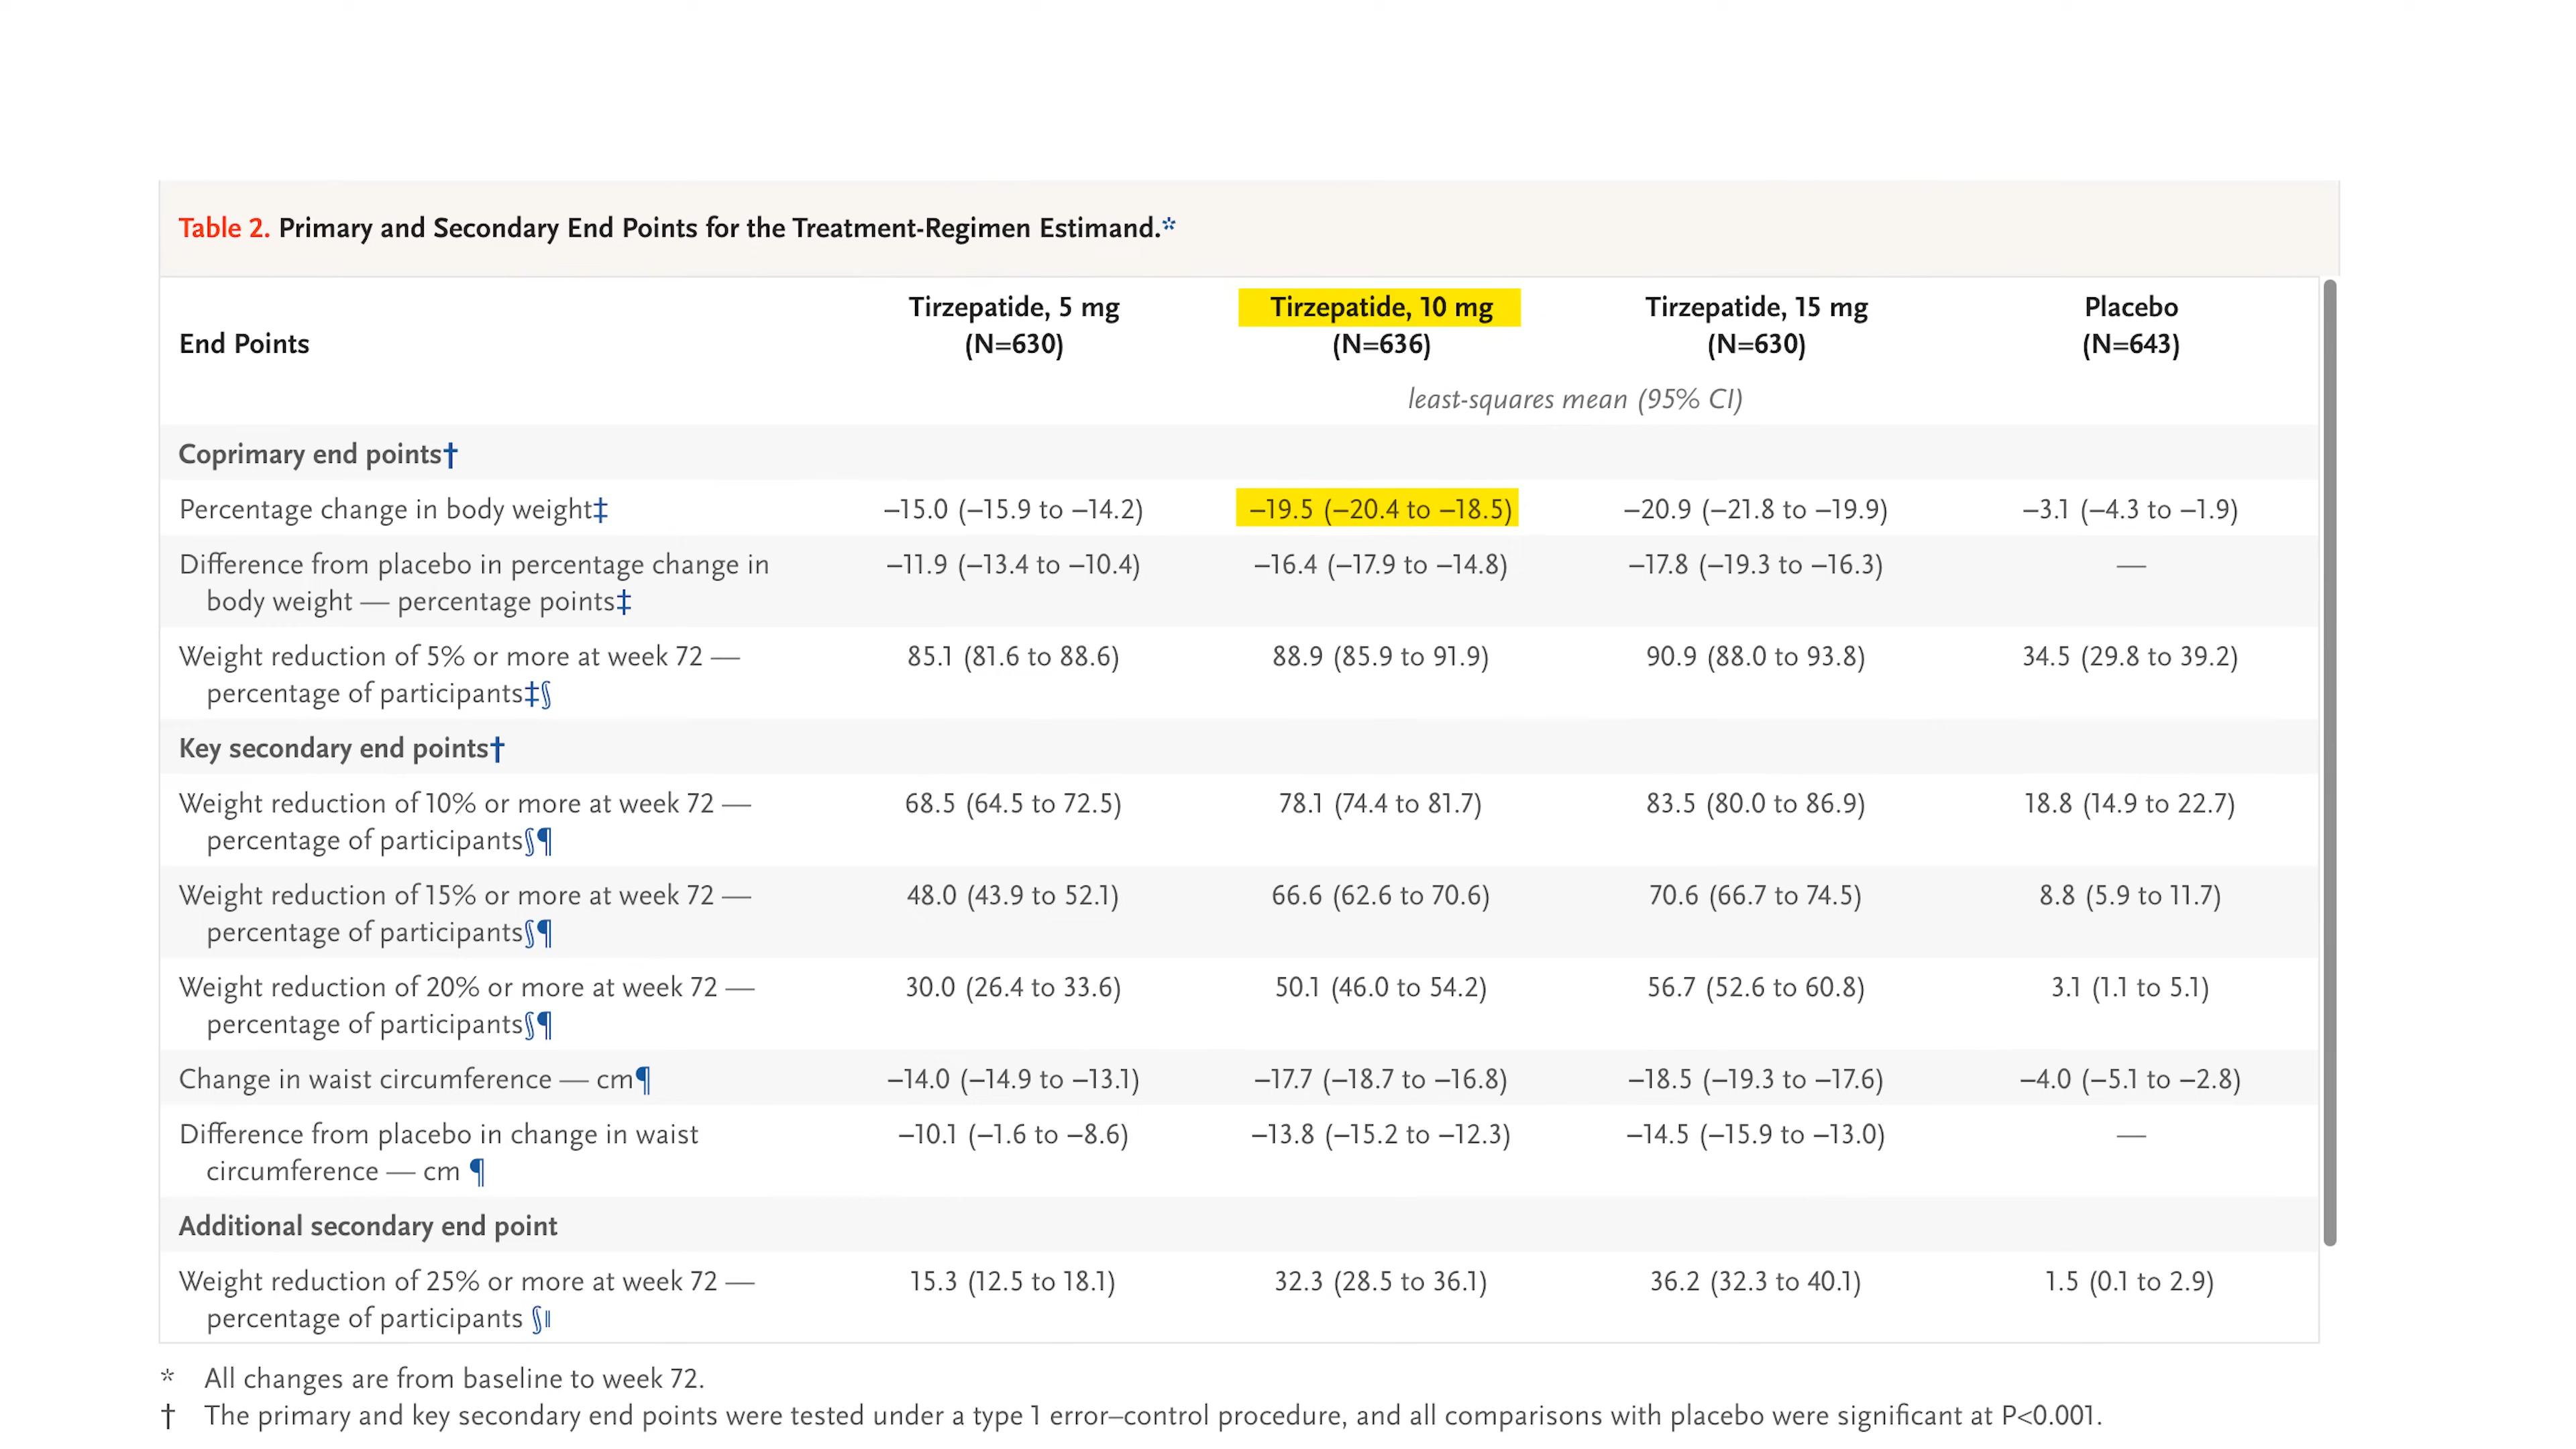 Table 2. Primary and Secondary End Points for the Treatment-Regimen Estimand.*
End Points Tirzepatide, 5 mg (N=630) Tirzepatide, 10 mg (N=636) Tirzepatide, 15 mg (N=630) Placebo (N=643)
least-squares mean (95% CI)
Coprimary end points†
Percentage change in body weight‡ –15.0 (–15.9 to –14.2) –19.5 (–20.4 to –18.5) –20.9 (–21.8 to –19.9) –3.1 (–4.3 to –1.9)
Difference from placebo in percentage change in –11.9 (–13.4 to –10.4) –16.4 (–17.9 to –14.8) –17.8 (–19.3 to –16.3) —
body weight — percentage points‡
Weight reduction of 5% or more at week 72 — 85.1 (81.6 to 88.6) 88.9 (85.9 to 91.9) 90.9 (88.0 to 93.8) 34.5 (29.8 to 39.2)
percentage of participants‡§
Key secondary end points†
Weight reduction of 10% or more at week 72 — 68.5 (64.5 to 72.5) 78.1 (74.4 to 81.7) 83.5 (80.0 to 86.9) 18.8 (14.9 to 22.7)
percentage of participants§¶
Weight reduction of 15% or more at week 72 — 48.0 (43.9 to 52.1) 66.6 (62.6 to 70.6) 70.6 (66.7 to 74.5) 8.8 (5.9 to 11.7)
percentage of participants§¶
Weight reduction of 20% or more at week 72 — 30.0 (26.4 to 33.6) 50.1 (46.0 to 54.2) 56.7 (52.6 to 60.8) 3.1 (1.1 to 5.1)
percentage of participants§¶
Change in waist circumference — cm¶ –14.0 (–14.9 to –13.1) –17.7 (–18.7 to –16.8) –18.5 (–19.3 to –17.6) –4.0 (–5.1 to –2.8)
Difference from placebo in change in waist –10.1 (–1.6 to –8.6) –13.8 (–15.2 to –12.3) –14.5 (–15.9 to –13.0) —
circumference — cm ¶
Additional secondary end point
Weight reduction of 25% or more at week 72 — 15.3 (12.5 to 18.1) 32.3 (28.5 to 36.1) 36.2 (32.3 to 40.1) 1.5 (0.1 to 2.9)
percentage of participants §‖
* All changes are from baseline to week 72.
† The primary and key secondary end points were tested under a type 1 error–control procedure, and all comparisons with placebo were significant at P<0.001.